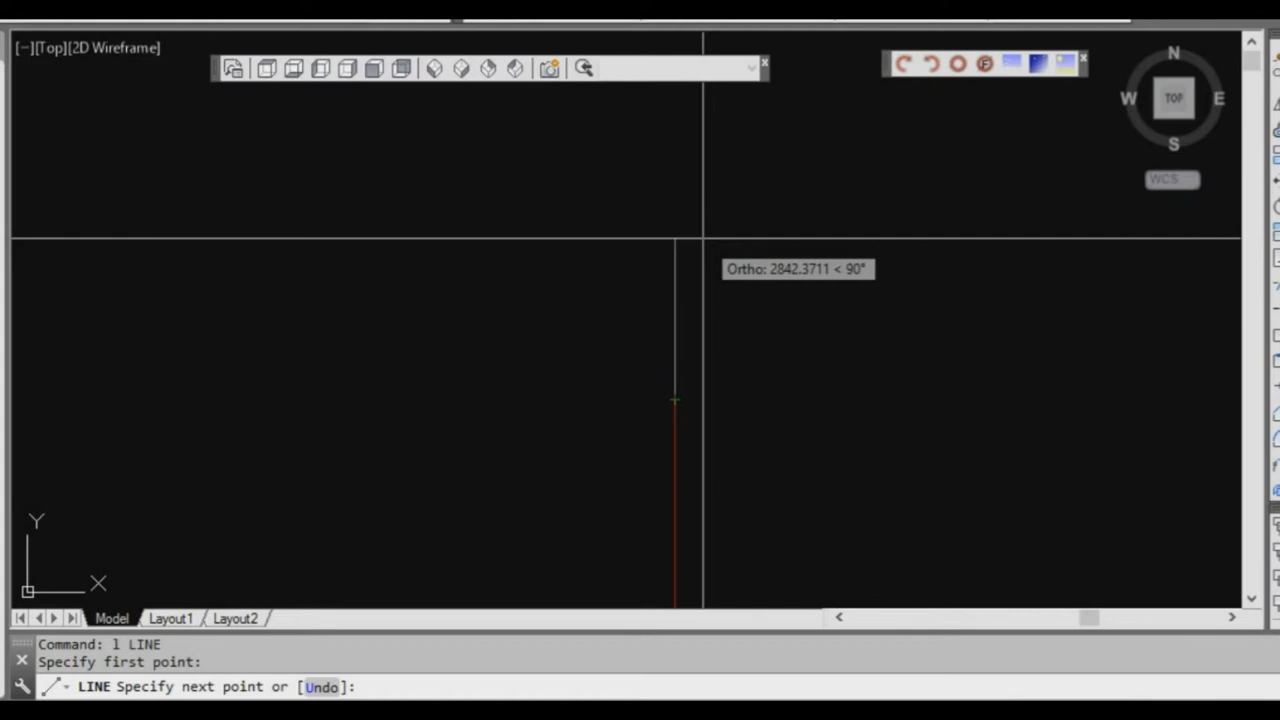 [−][Top][2D Wireframe]
N
W
TOP
E
S
WCS
Ortho: 2842.3711 < 90°
Y
X
Model
Layout1
Layout2
Command: l LINE
Specify first point:
LINE Specify next point or [Undo]: